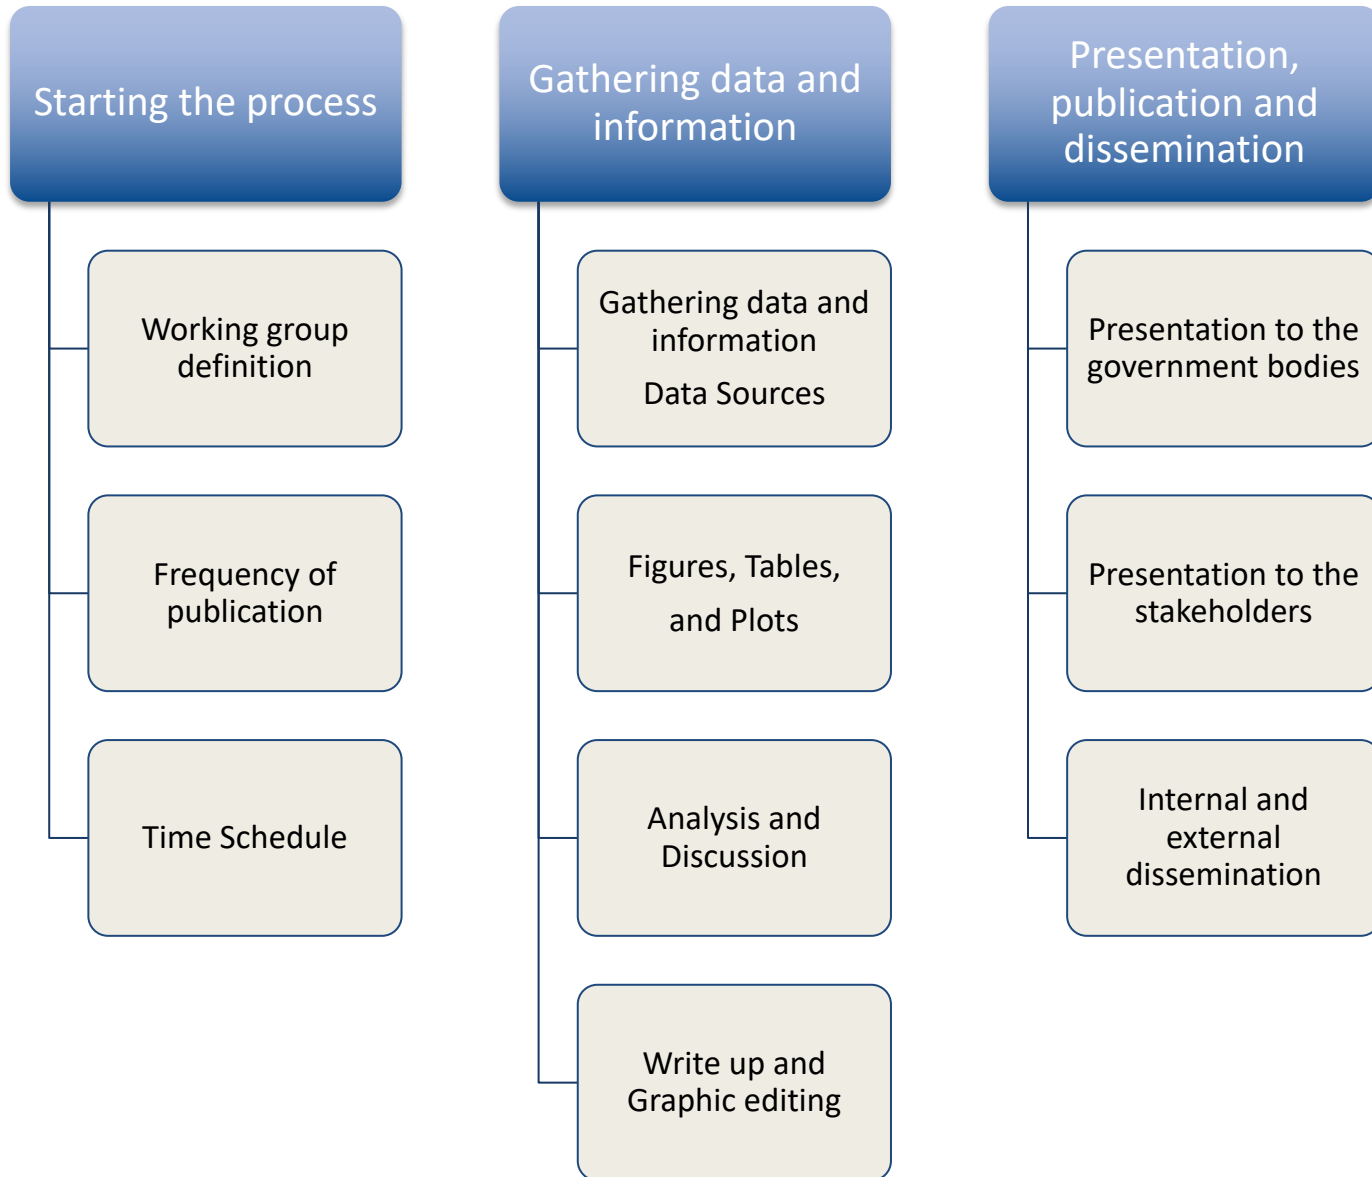 Starting the process
Working group
definition
Frequency of
publication
Time Schedule
Gathering data and
information
Gathering data and
information
Data Sources
Figures, Tables,
and Plots
Analysis and
Discussion
Write up and
Graphic editing
Presentation,
publication and
dissemination
Presentation to the
government bodies
Presentation to the
stakeholders
Internal and
external
dissemination